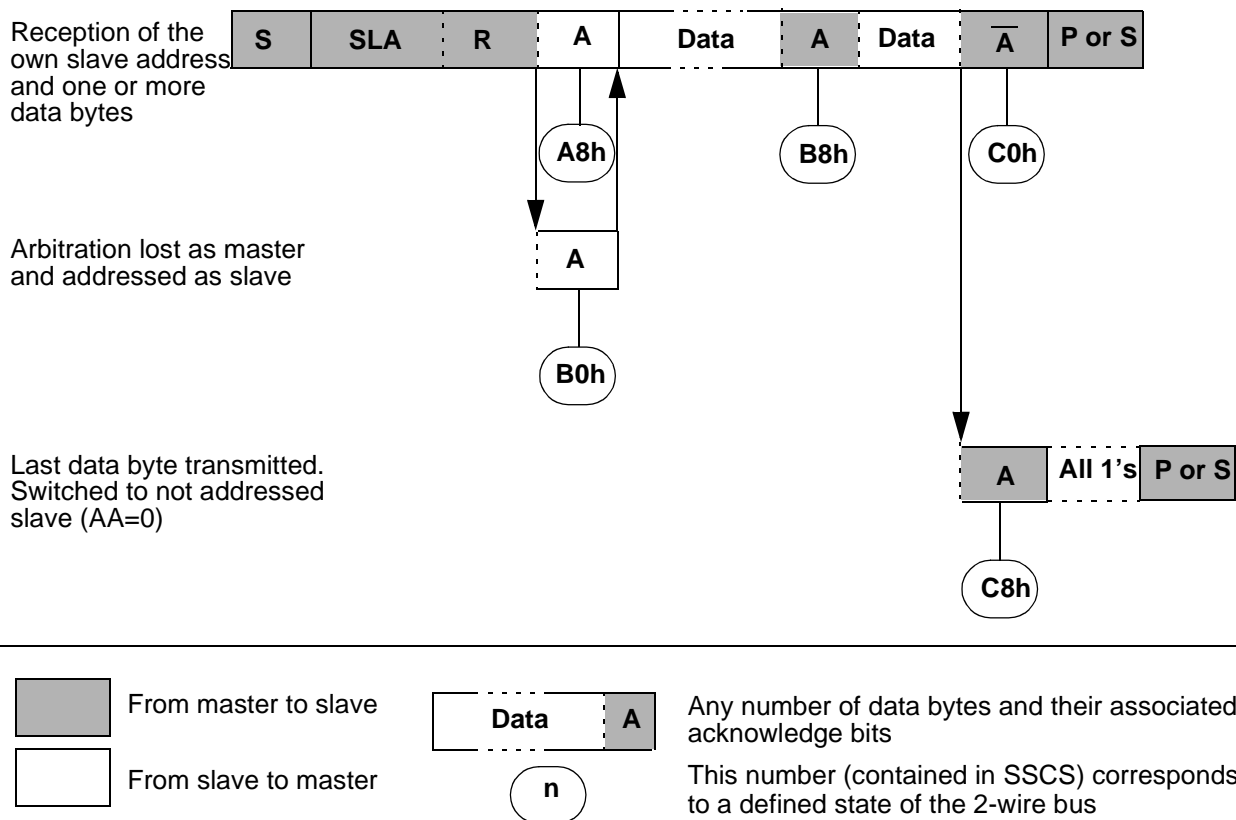 Reception of the
own slave address
and one or more
data bytes
S SLA R A Data A Data A̅ P or S
A8h B8h C0h
Arbitration lost as master
and addressed as slave
A
B0h
Last data byte transmitted.
Switched to not addressed
slave (AA=0)
A All 1's P or S
C8h
From master to slave
Data A
Any number of data bytes and their associated
acknowledge bits
From slave to master
n
This number (contained in SSCS) corresponds
to a defined state of the 2-wire bus